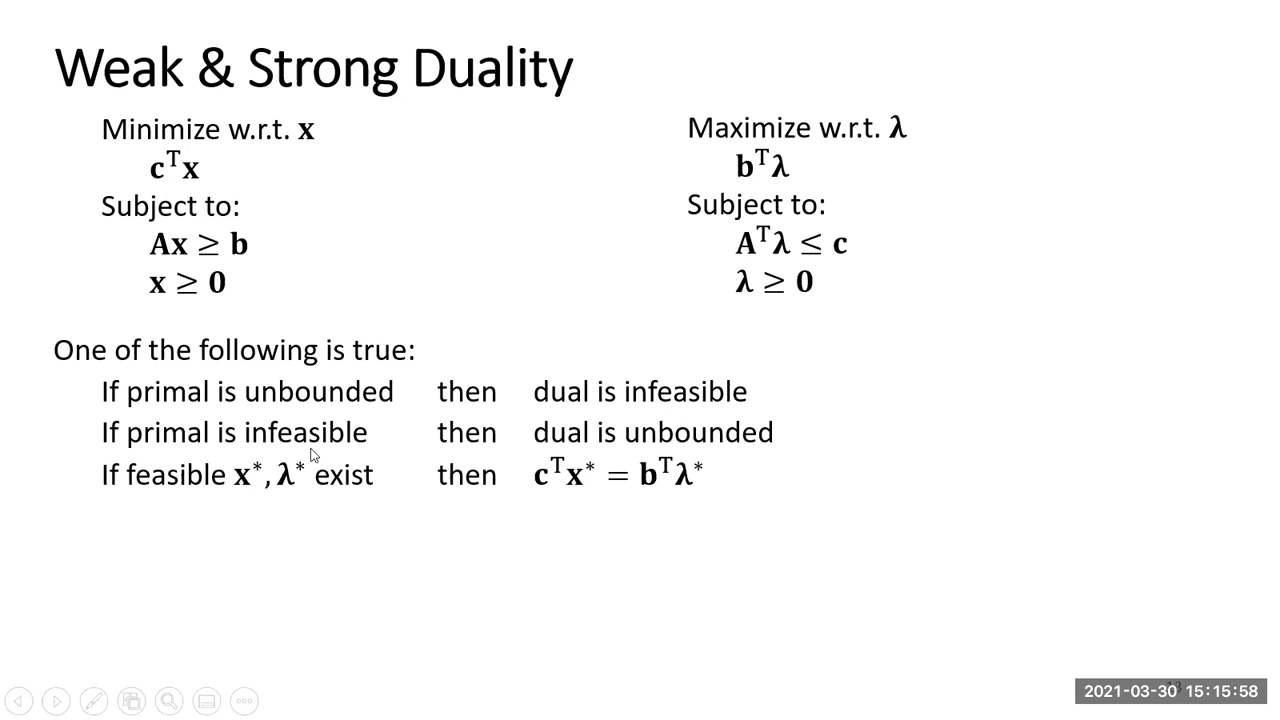 Weak & Strong Duality
Minimize w.r.t. 𝐱
𝐜ᵀ𝐱
Subject to:
𝐀𝐱 ≥ 𝐛
𝐱 ≥ 𝟎
Maximize w.r.t. 𝛌
𝐛ᵀ𝛌
Subject to:
𝐀ᵀ𝛌 ≤ 𝐜
𝛌 ≥ 𝟎
One of the following is true:
If primal is unbounded then dual is infeasible
If primal is infeasible then dual is unbounded
If feasible 𝐱*, 𝛌* exist then 𝐜ᵀ𝐱* = 𝐛ᵀ𝛌*
2021-03-30 15:15:58